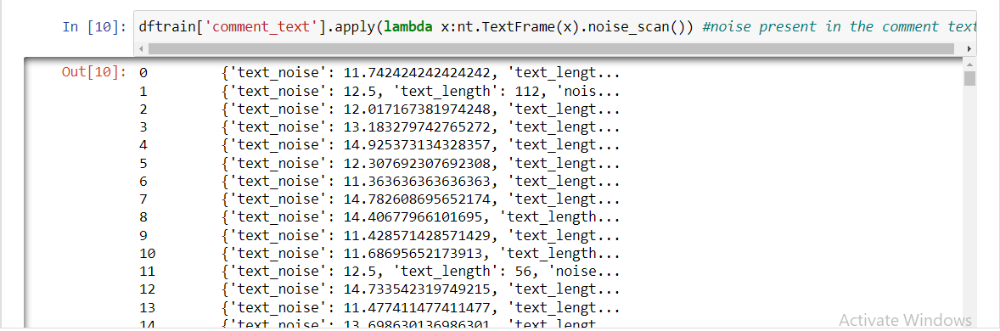 In [10]: dftrain['comment_text'].apply(lambda x:nt.TextFrame(x).noise_scan()) #noise present in the comment text
Out[10]: 0 {'text_noise': 11.742424242424242, 'text_lengt...
1 {'text_noise': 12.5, 'text_length': 112, 'nois...
2 {'text_noise': 12.017167381974248, 'text_lengt...
3 {'text_noise': 13.183279742765272, 'text_lengt...
4 {'text_noise': 14.925373134328357, 'text_lengt...
5 {'text_noise': 12.307692307692308, 'text_lengt...
6 {'text_noise': 11.363636363636363, 'text_lengt...
7 {'text_noise': 14.782608695652174, 'text_lengt...
8 {'text_noise': 14.40677966101695, 'text_length...
9 {'text_noise': 11.428571428571429, 'text_lengt...
10 {'text_noise': 11.68695652173913, 'text_length...
11 {'text_noise': 12.5, 'text_length': 56, 'noise...
12 {'text_noise': 14.733542319749215, 'text_lengt...
13 {'text_noise': 11.477411477411477, 'text_lengt...
14 {'text_noise': 13.698630136986301, 'text_lengt...
Activate Windows